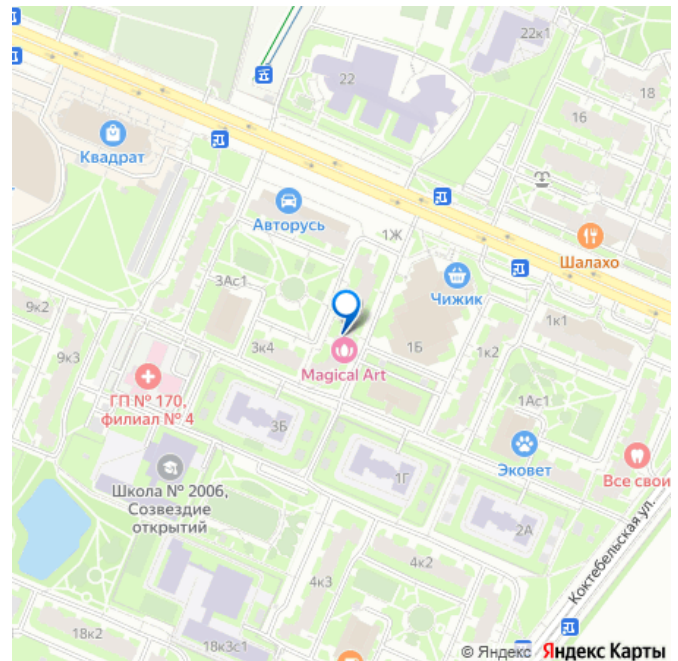 22к1
22
18
16
Квадрат
Авторусь
1Ж
Шалахо
3Ас1
Чижик
9к2
3к4
1Б
1к1
9к3
1к2
Magical Art
ГП № 170,
филиал № 4
1Ас1
3Б
Эковет
1Г
Все свои
Школа № 2006,
Созвездие
открытий
2А
Коктебельская ул.
4к2
4к3
18к2
18к3с1
© Яндекс Яндекс Карты